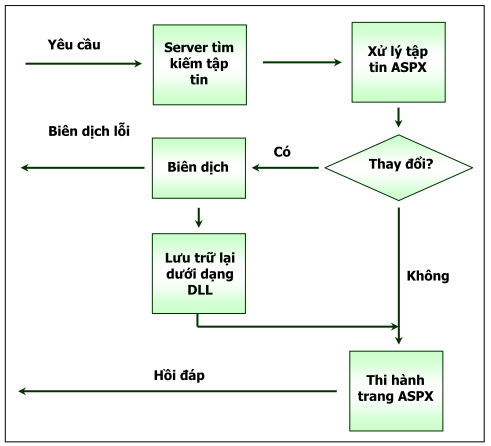 Yêu cầu
Server tìm
kiếm tập
tin
Xử lý tập
tin ASPX
Biên dịch lỗi
Biên dịch
Có
Thay đổi?
Lưu trữ lại
dưới dạng
DLL
Không
Hồi đáp
Thi hành
trang ASPX